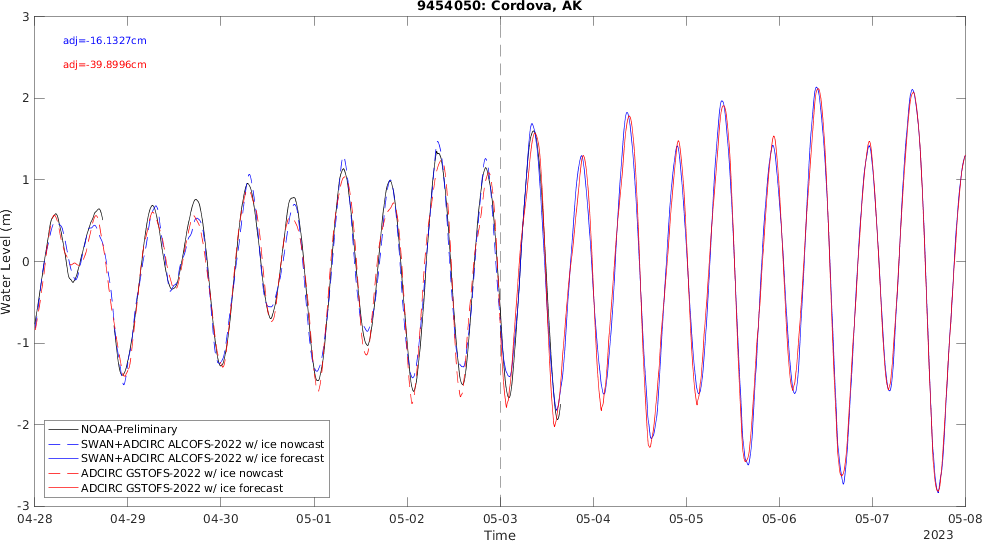 9454050: Cordova, AK
adj=-16.1327cm
adj=-39.8996cm
Water Level (m)
3
2
1
0
-1
-2
-3
NOAA-Preliminary
SWAN+ADCIRC ALCOFS-2022 w/ ice nowcast
SWAN+ADCIRC ALCOFS-2022 w/ ice forecast
ADCIRC GSTOFS-2022 w/ ice nowcast
ADCIRC GSTOFS-2022 w/ ice forecast
04-28 04-29 04-30 05-01 05-02 05-03 05-04 05-05 05-06 05-07 05-08
Time
2023